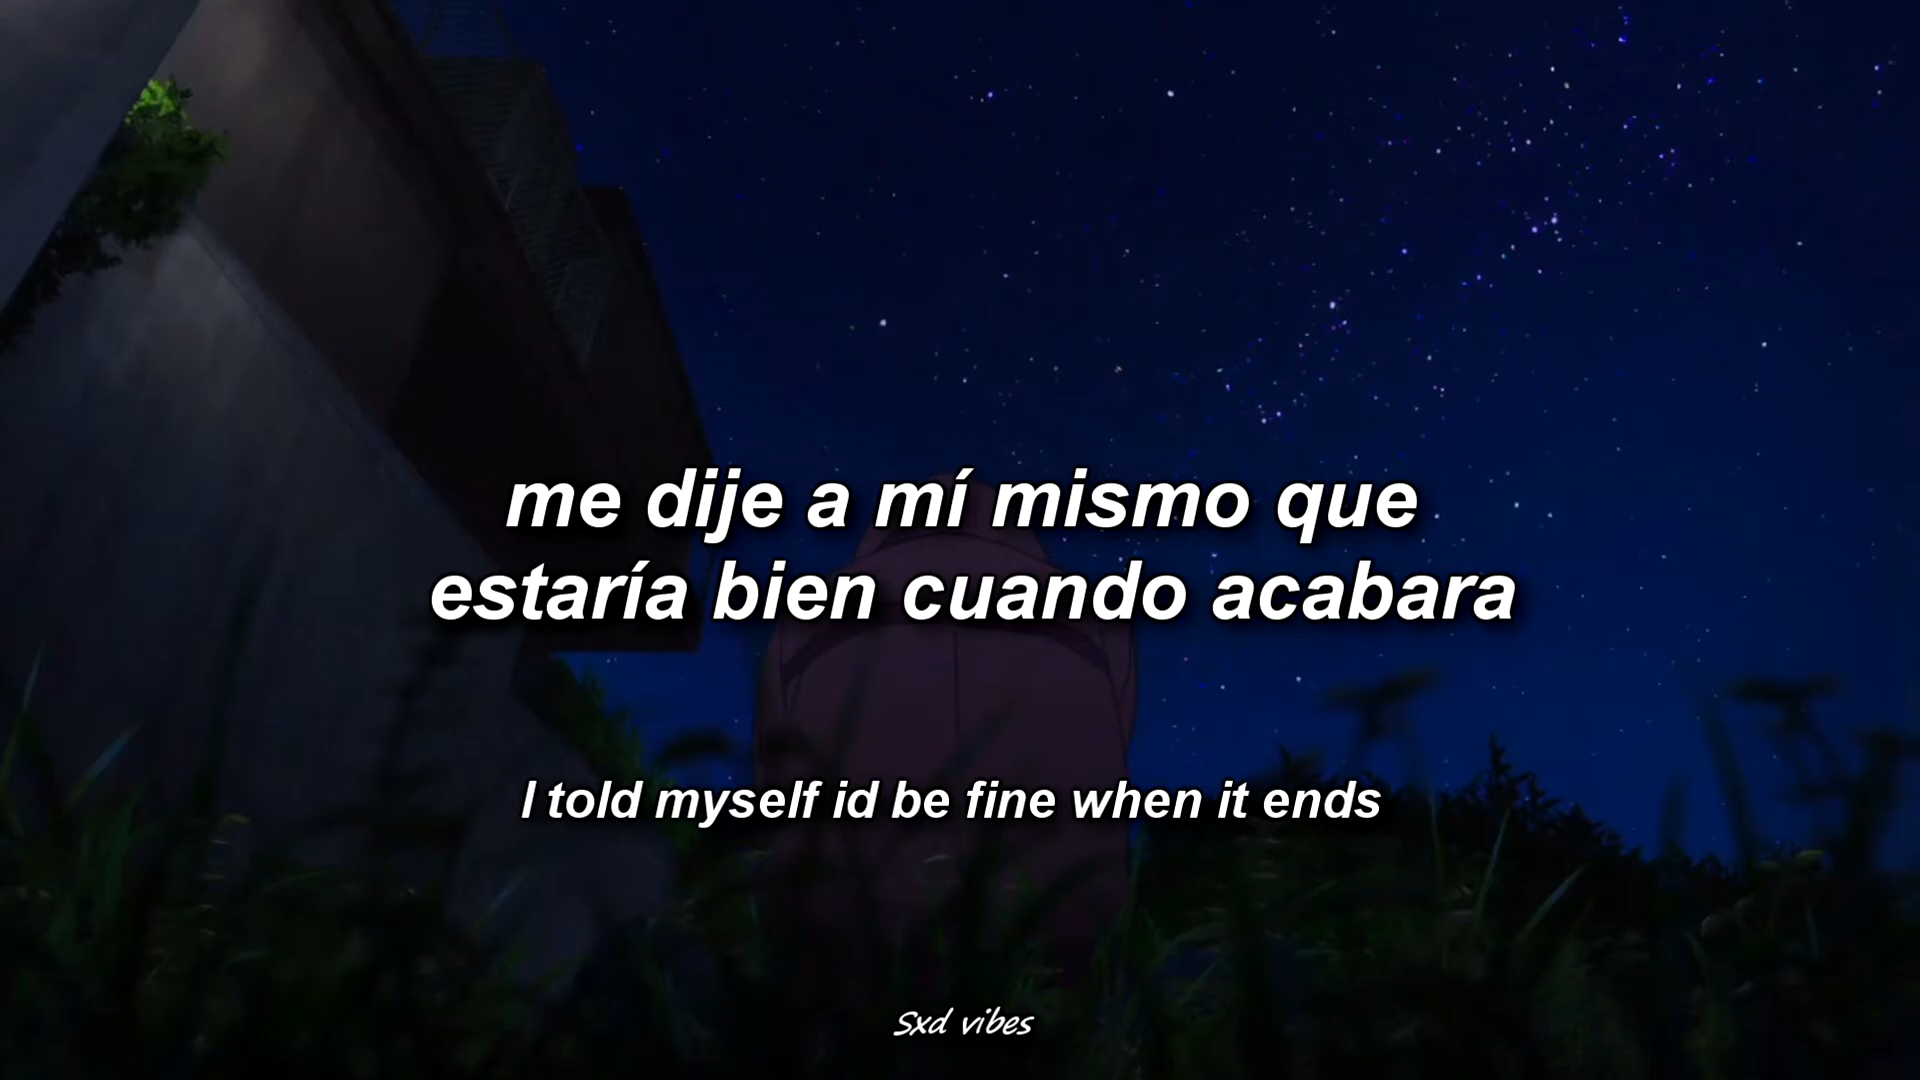 me dije a mí mismo que
estaría bien cuando acabara
I told myself id be fine when it ends
Sxd vibes